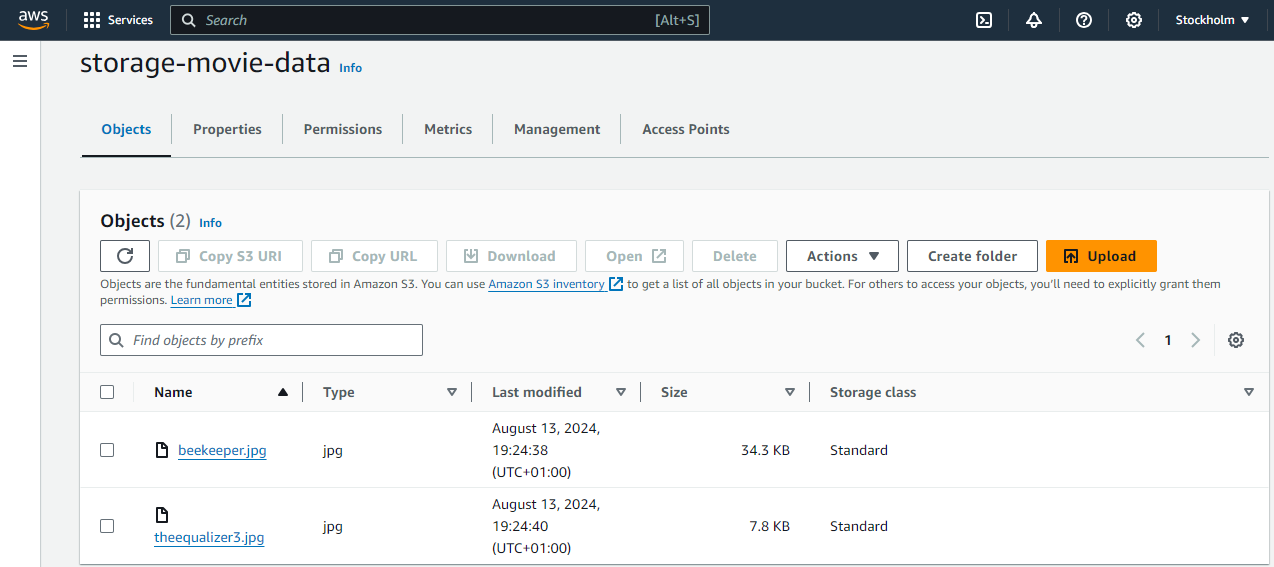 aws Services Search [Alt+S] Stockholm
storage-movie-data Info
Objects Properties Permissions Metrics Management Access Points
Objects (2) Info
Copy S3 URI Copy URL Download Open Delete Actions Create folder Upload
Objects are the fundamental entities stored in Amazon S3. You can use Amazon S3 inventory to get a list of all objects in your bucket. For others to access your objects, you'll need to explicitly grant them
permissions. Learn more
Find objects by prefix 1
Name Type Last modified Size Storage class
beekeeper.jpg jpg August 13, 2024,
19:24:38
(UTC+01:00) 34.3 KB Standard
theequalizer3.jpg jpg August 13, 2024,
19:24:40
(UTC+01:00) 7.8 KB Standard